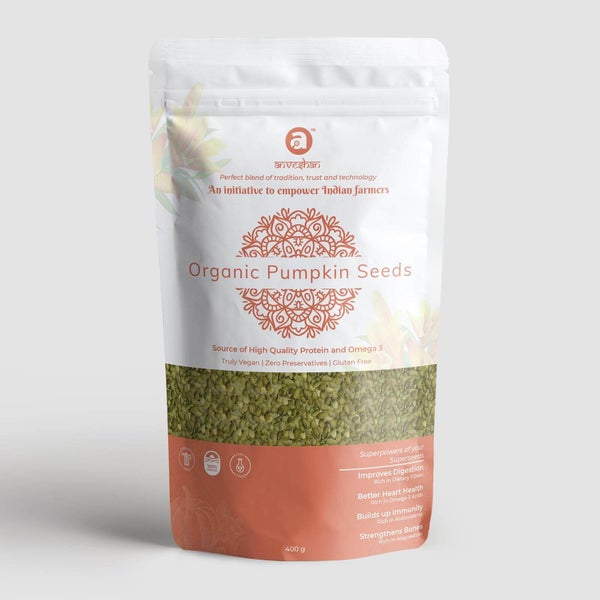 a
TM
anveshan
Perfect blend of tradition, trust and technology
An initiative to empower Indian farmers
Organic Pumpkin Seeds
Source of High Quality Protein and Omega 3
Truly Vegan | Zero Preservatives | Gluten Free
100%
Superpowers of your
Superseeds
Improves Digestion
Rich in Dietary Fibers
Better Heart Health
Rich in Omega 3 Acids
Builds up Immunity
Rich in Antioxidants
Strengthens Bones
Rich in Magnesium
400 g